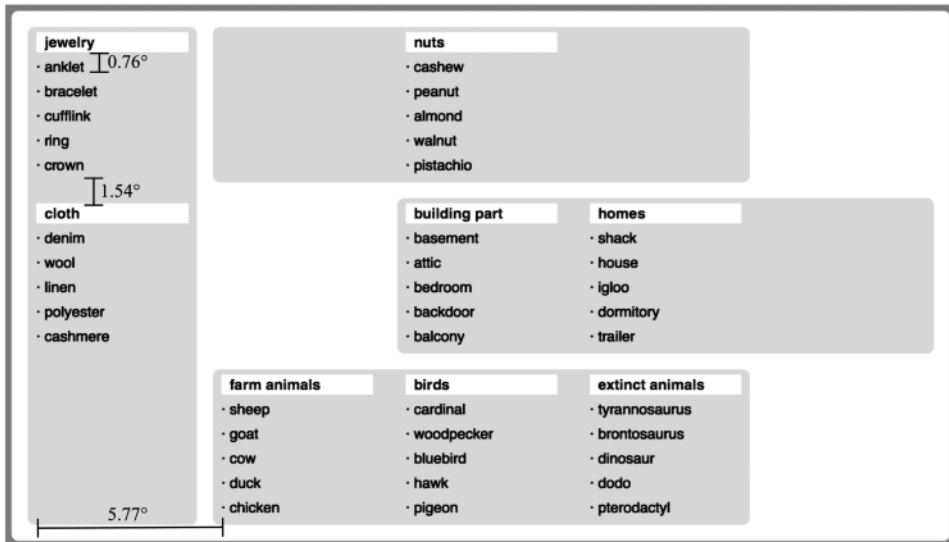 jewelry
· anklet
0.76°
· bracelet
· cufflink
· ring
· crown
1.54°
cloth
· denim
· wool
· linen
· polyester
· cashmere
nuts
· cashew
· peanut
· almond
· walnut
· pistachio
building part
· basement
· attic
· bedroom
· backdoor
· balcony
homes
· shack
· house
· igloo
· dormitory
· trailer
farm animals
· sheep
· goat
· cow
· duck
· chicken
birds
· cardinal
· woodpecker
· bluebird
· hawk
· pigeon
extinct animals
· tyrannosaurus
· brontosaurus
· dinosaur
· dodo
· pterodactyl
5.77°